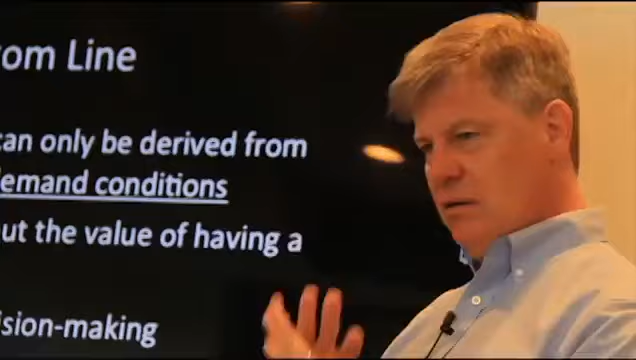 om Line
can only be derived from
emand conditions
ut the value of having a
ision-making